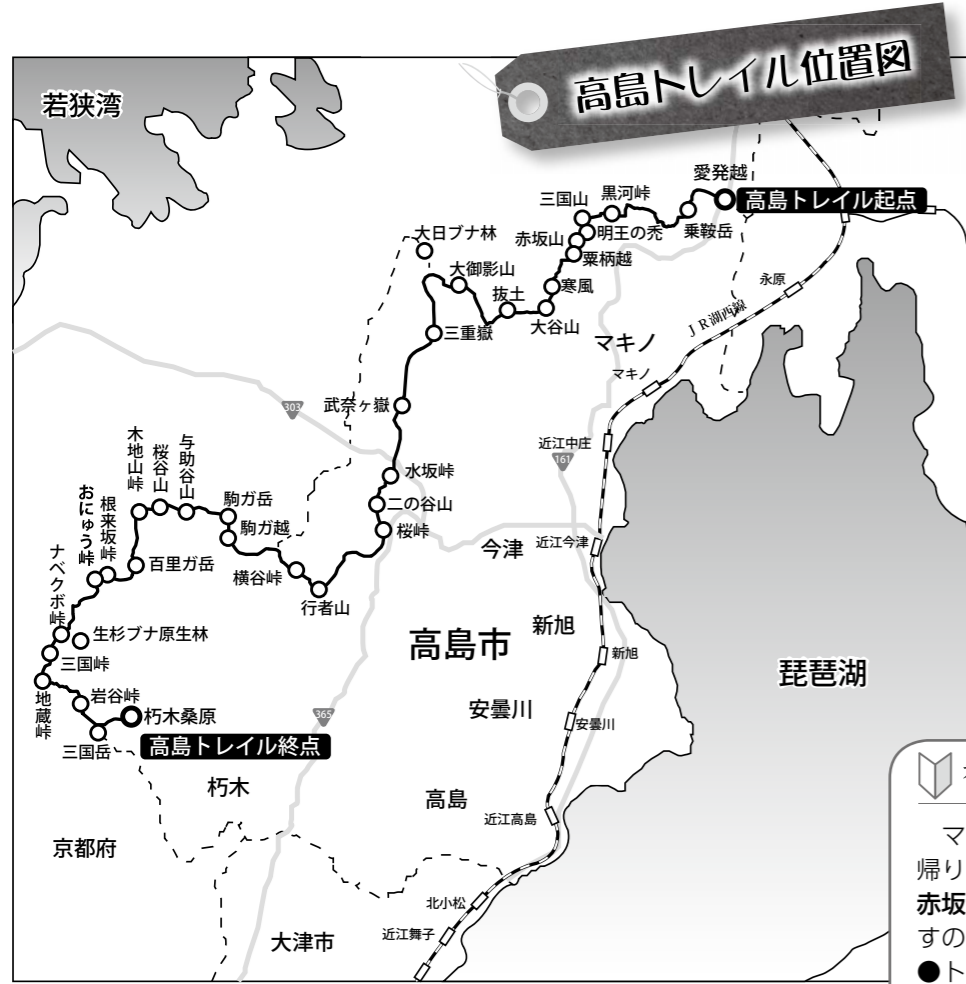 高島トレイル位置図
若狭湾
愛発越
高島トレイル起点
三国山
黒河峠
乗鞍岳
明王の禿
赤坂山
粟柄越
大日ブナ林
大御影山
寒風
抜土
大谷山
永原
JR湖西線
三重嶽
マキノ
マキノ
303
武奈ヶ嶽
近江中庄
161
木地山峠
桜谷山
与助谷山
水坂峠
駒ガ岳
二の谷山
おにゅう峠
根来坂峠
駒ガ越
桜峠
今津
近江今津
ナベクボ峠
百里ガ岳
横谷峠
行者山
生杉ブナ原生林
高島市
新旭
新旭
三国峠
琵琶湖
地蔵峠
岩谷峠
朽木桑原
365
安曇川
安曇川
三国岳
高島トレイル終点
朽木
高島
近江高島
京都府
北小松
大津市
近江舞子
マ
帰り
赤坂
すの
●ト